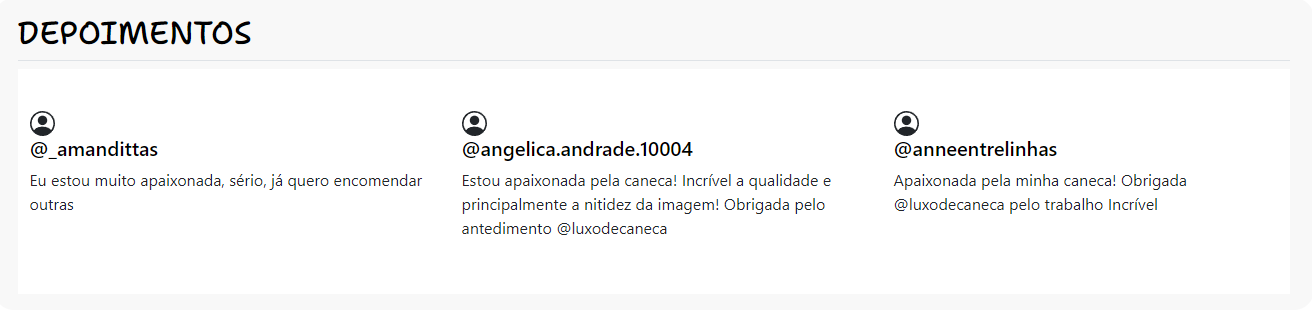 DEPOIMENTOS
@_amandittas
Eu estou muito apaixonada, sério, já quero encomendar
outras
@angelica.andrade.10004
Estou apaixonada pela caneca! Incrível a qualidade e
principalmente a nitidez da imagem! Obrigada pelo
antedimento @luxodecaneca
@anneentrelinhas
Apaixonada pela minha caneca! Obrigada
@luxodecaneca pelo trabalho Incrível